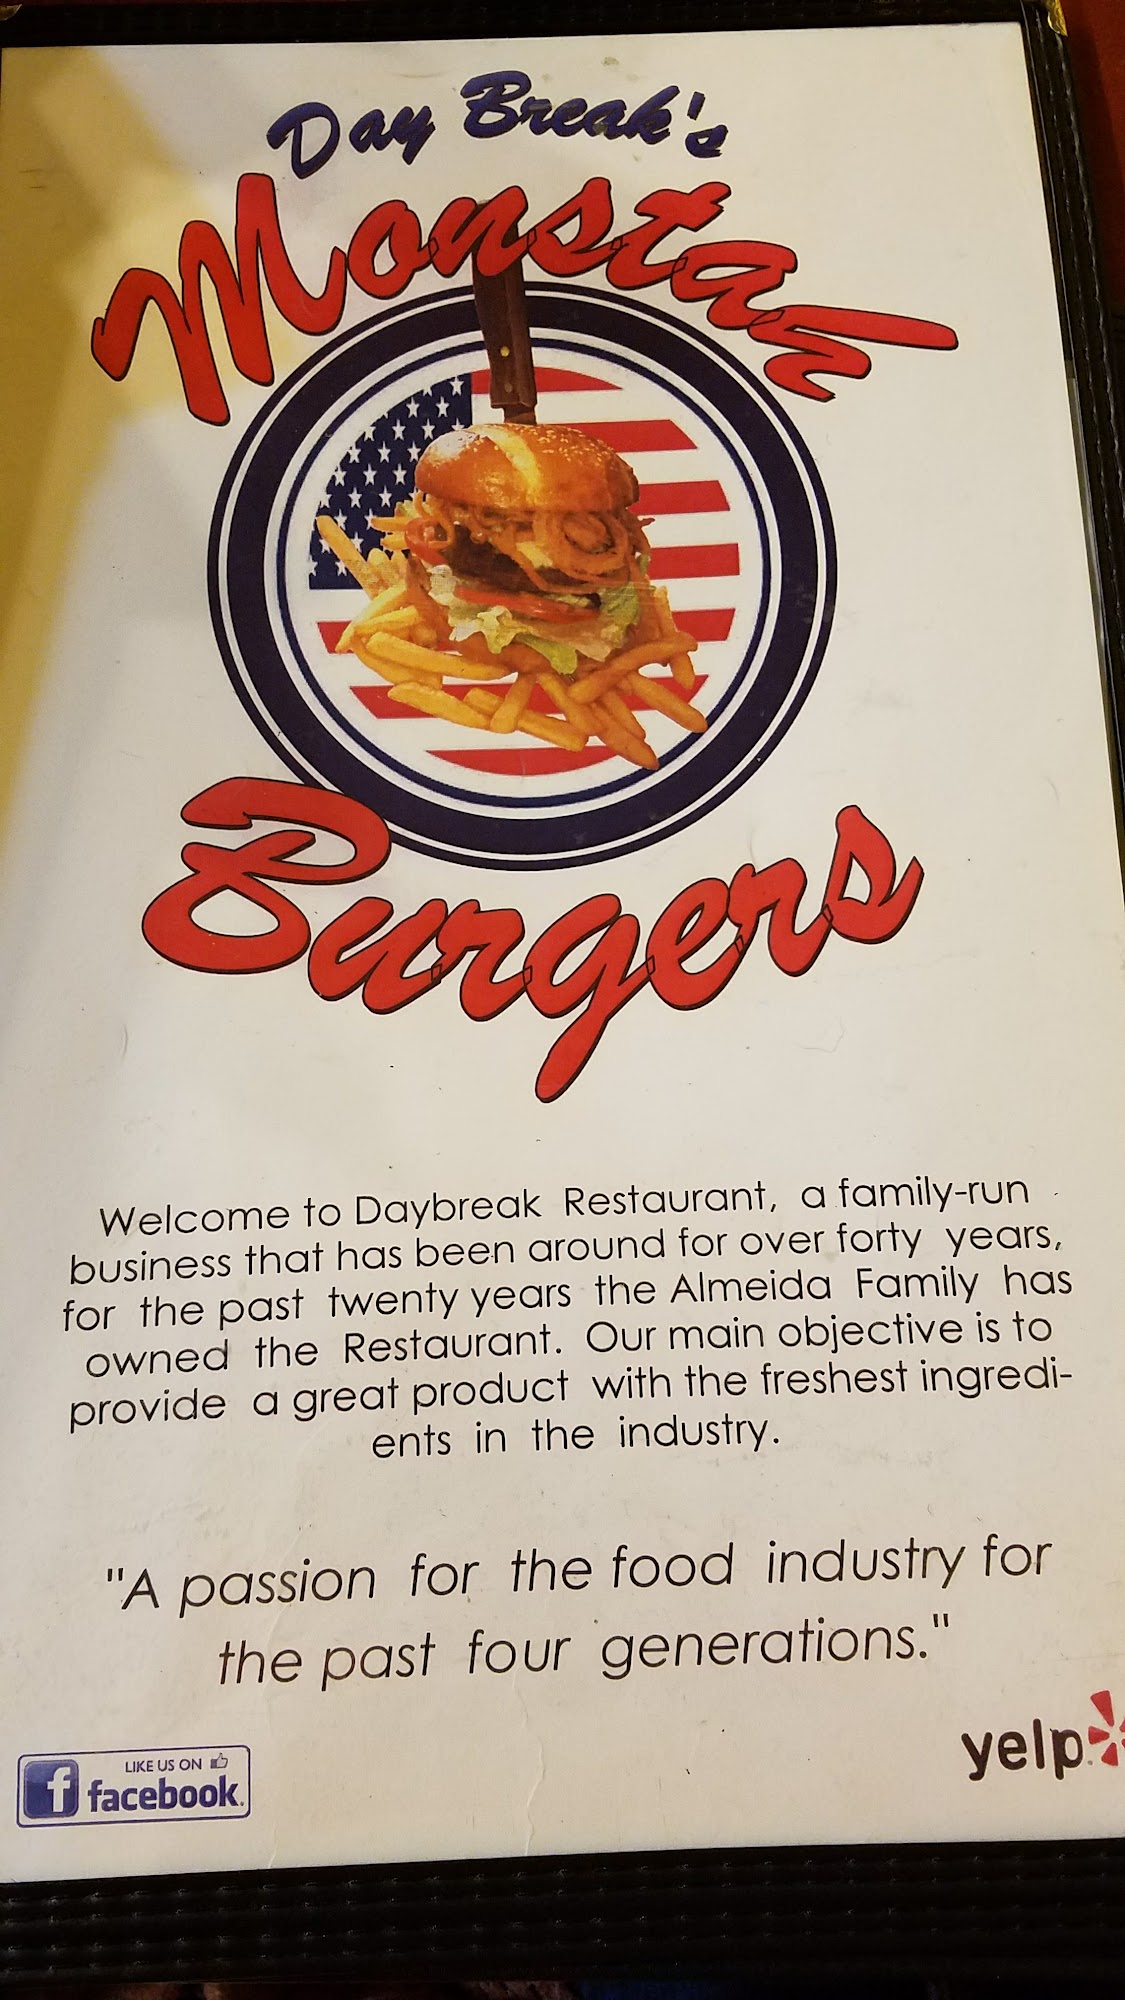 Day Break's
Monstah
Burgers
Welcome to Daybreak Restaurant, a family-run
business that has been around for over forty years,
for the past twenty years the Almeida Family has
owned the Restaurant. Our main objective is to
provide a great product with the freshest ingredi-
ents in the industry.
"A passion for the food industry for
the past four generations."
LIKE US ON
f facebook.
yelp